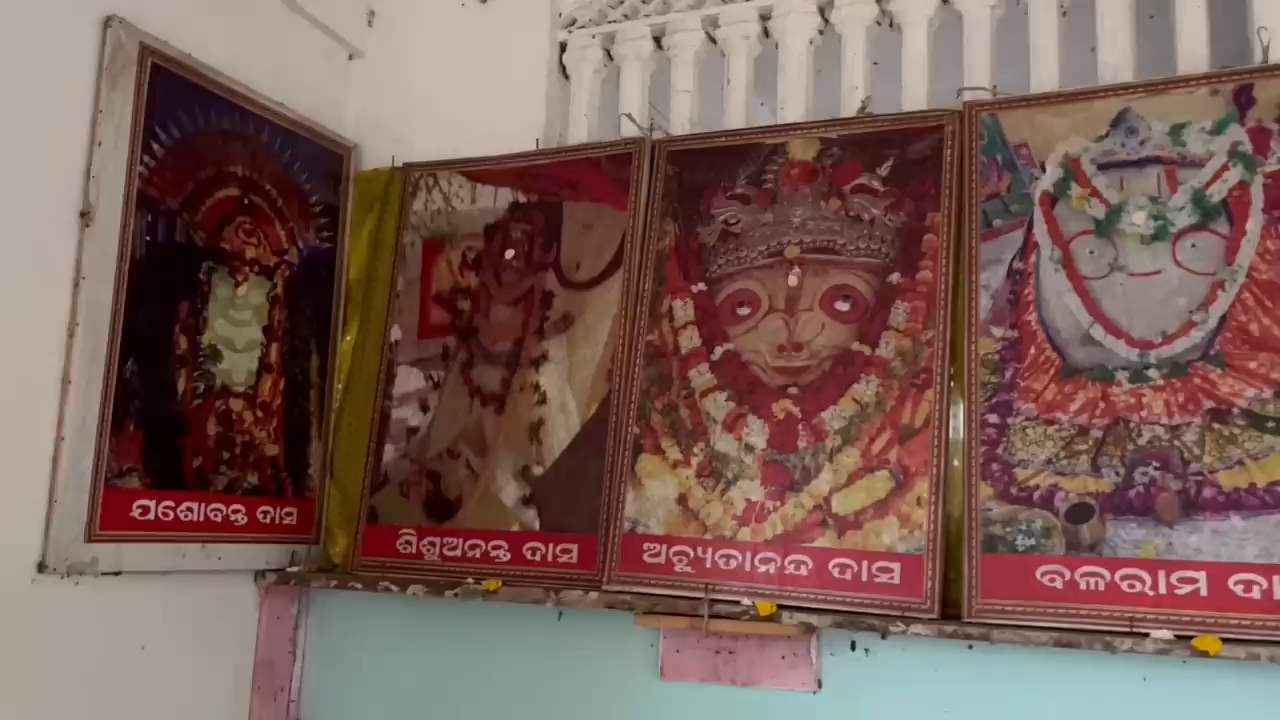 ଯଶୋବନ୍ତ ଦାସ
ଶିଶୁଅନନ୍ତ ଦାସ
ଅଚ୍ୟୁତାନନ୍ଦ ଦାସ
ବଳରାମ